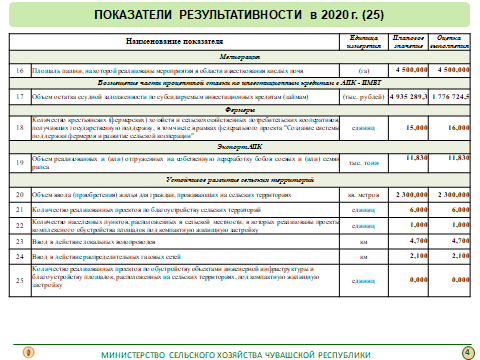 ПОКАЗАТЕЛИ РЕЗУЛЬТАТИВНОСТИ в 2020 г. (25)
Наименование показателя Единица измерения Плановое значение Оценка выполнения
Мелиорация
16 Площадь пашни, на которой реализованы мероприятия в области известкования кислых почв (га) 4 500,000 4 500,000
Возмещение части процентной ставки по инвестиционным кредитам в АПК - ПМБТ
17 Объем остатка ссудной задолженности по субсидируемым инвестиционным кредитам (займам) (тыс. рублей) 4 935 289,3 1 776 724,5
Фермеры
18 Количество крестьянских (фермерских) хозяйств и сельскохозяйственных потребительских кооперативов,
получивших государственную поддержку, в том числе в рамках федерального проекта "Создание системы
поддержки фермеров и развитие сельской кооперации" единиц 15,000 16,000
Экспорт АПК
19 Объем реализованных и (или) отгруженных на собственную переработку бобов соевых и (или) семян
рапса тыс. тонн 11,830 11,830
Устойчивое развитие сельских территорий
20 Объем ввода (приобретения) жилья для граждан, проживающих на сельских территориях кв. метров 2 300,000 2 300,000
21 Количество реализованных проектов по благоустройству сельских территорий единиц 6,000 6,000
22 Количество населенных пунктов, расположенных в сельской местности, в которых реализованы проекты
комплексного обустройства площадок под компактную жилищную застройку единиц 1,000 1,000
23 Ввод в действие локальных водопроводов км 4,700 4,700
24 Ввод в действие распределительных газовых сетей км 2,100 2,100
25 Количество реализованных проектов по обустройству объектами инженерной инфраструктуры и
благоустройству площадок, расположенных на сельских территориях, под компактную жилищную
застройку единиц 0,000 0,000
МИНИСТЕРСТВО СЕЛЬСКОГО ХОЗЯЙСТВА ЧУВАШСКОЙ РЕСПУБЛИКИ
4